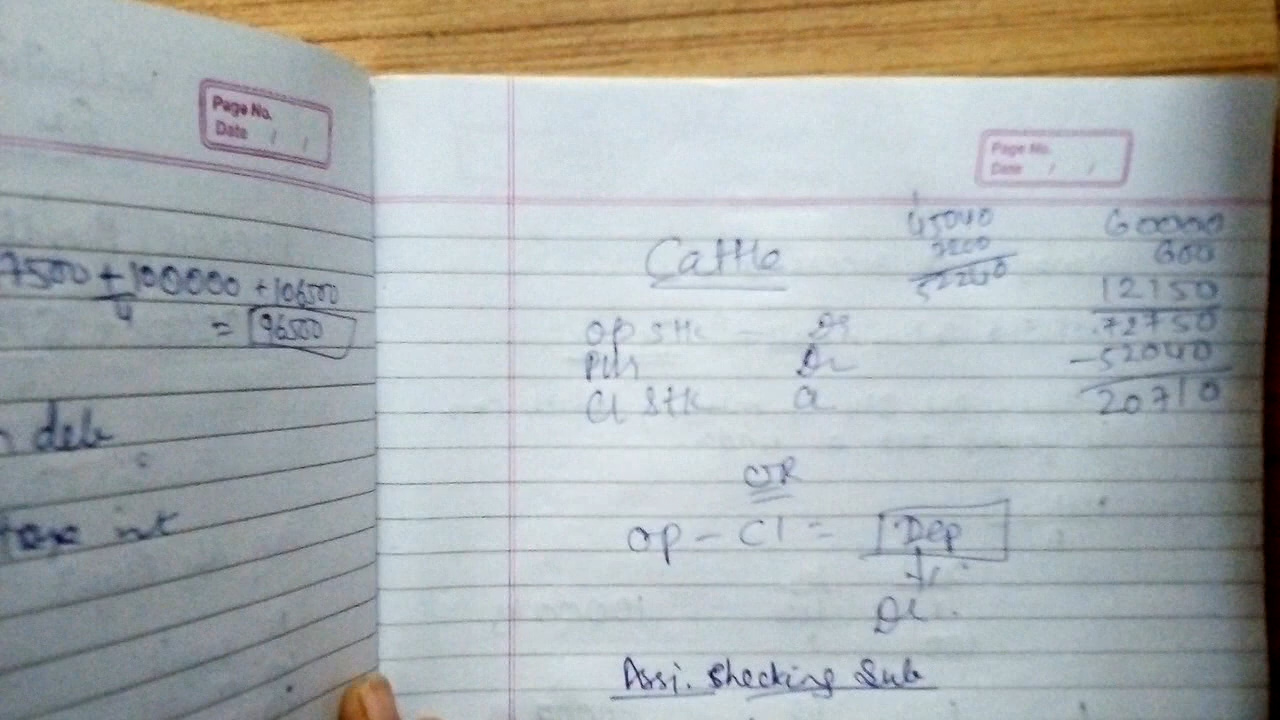 Page No.
Date / /
7500 + 100000 + 106500
4
= 96500
deb
int
Page No.
Date / /
45040
7200
52240
60000
600
12150
72750
-52040
20710
Cattle
Op Stk - Dr
Pur Dr
Cl Stk Cr
OR
Op - Cl = Dep
Dr.
Assi. Checking Sub